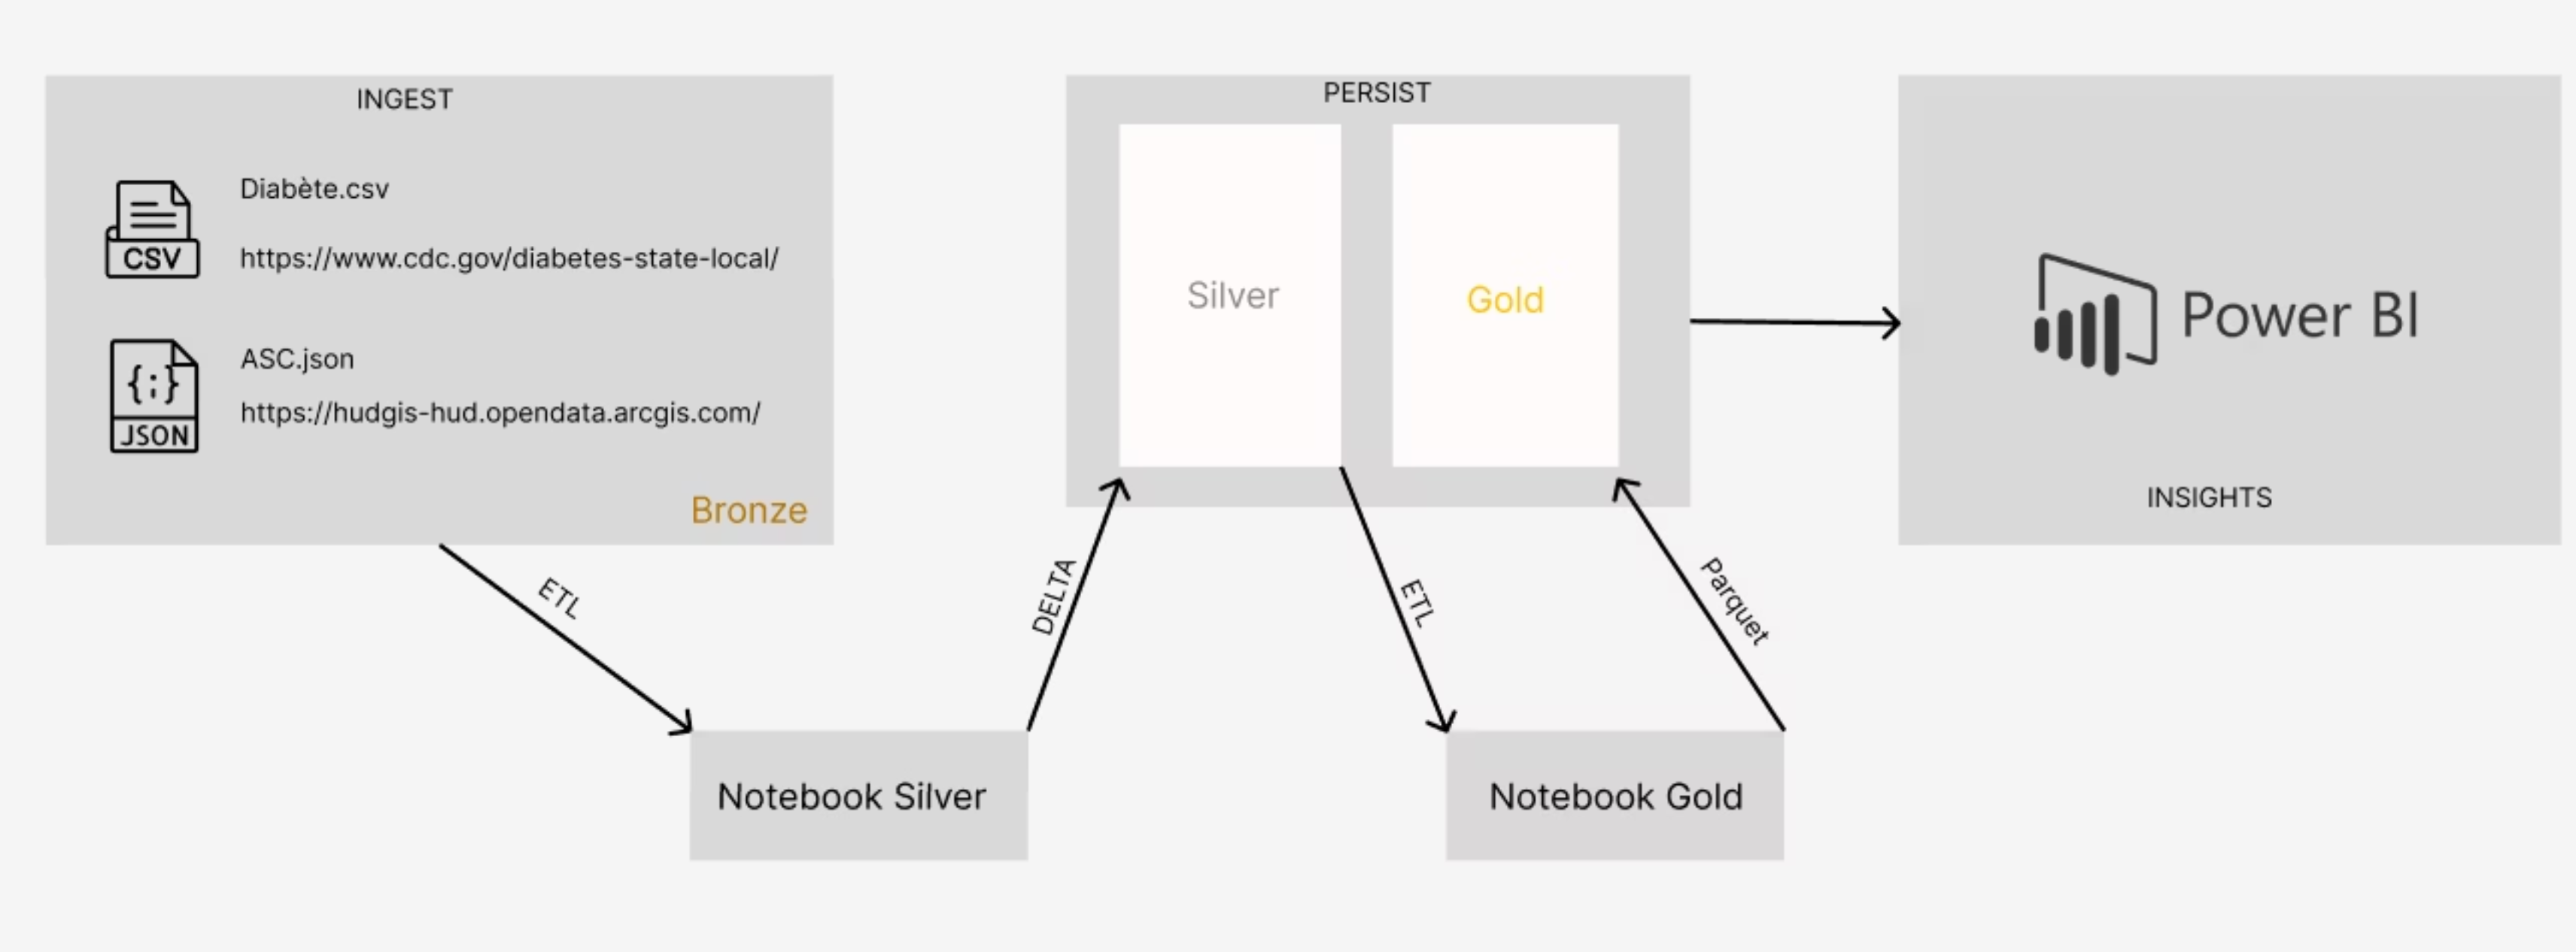 INGEST
CSV
Diabète.csv
https://www.cdc.gov/diabetes-state-local/
{;}
JSON
ASC.json
https://hudgis-hud.opendata.arcgis.com/
Bronze
ETL
Notebook Silver
DELTA
PERSIST
Silver
Gold
ETL
Notebook Gold
Parquet
Power BI
INSIGHTS